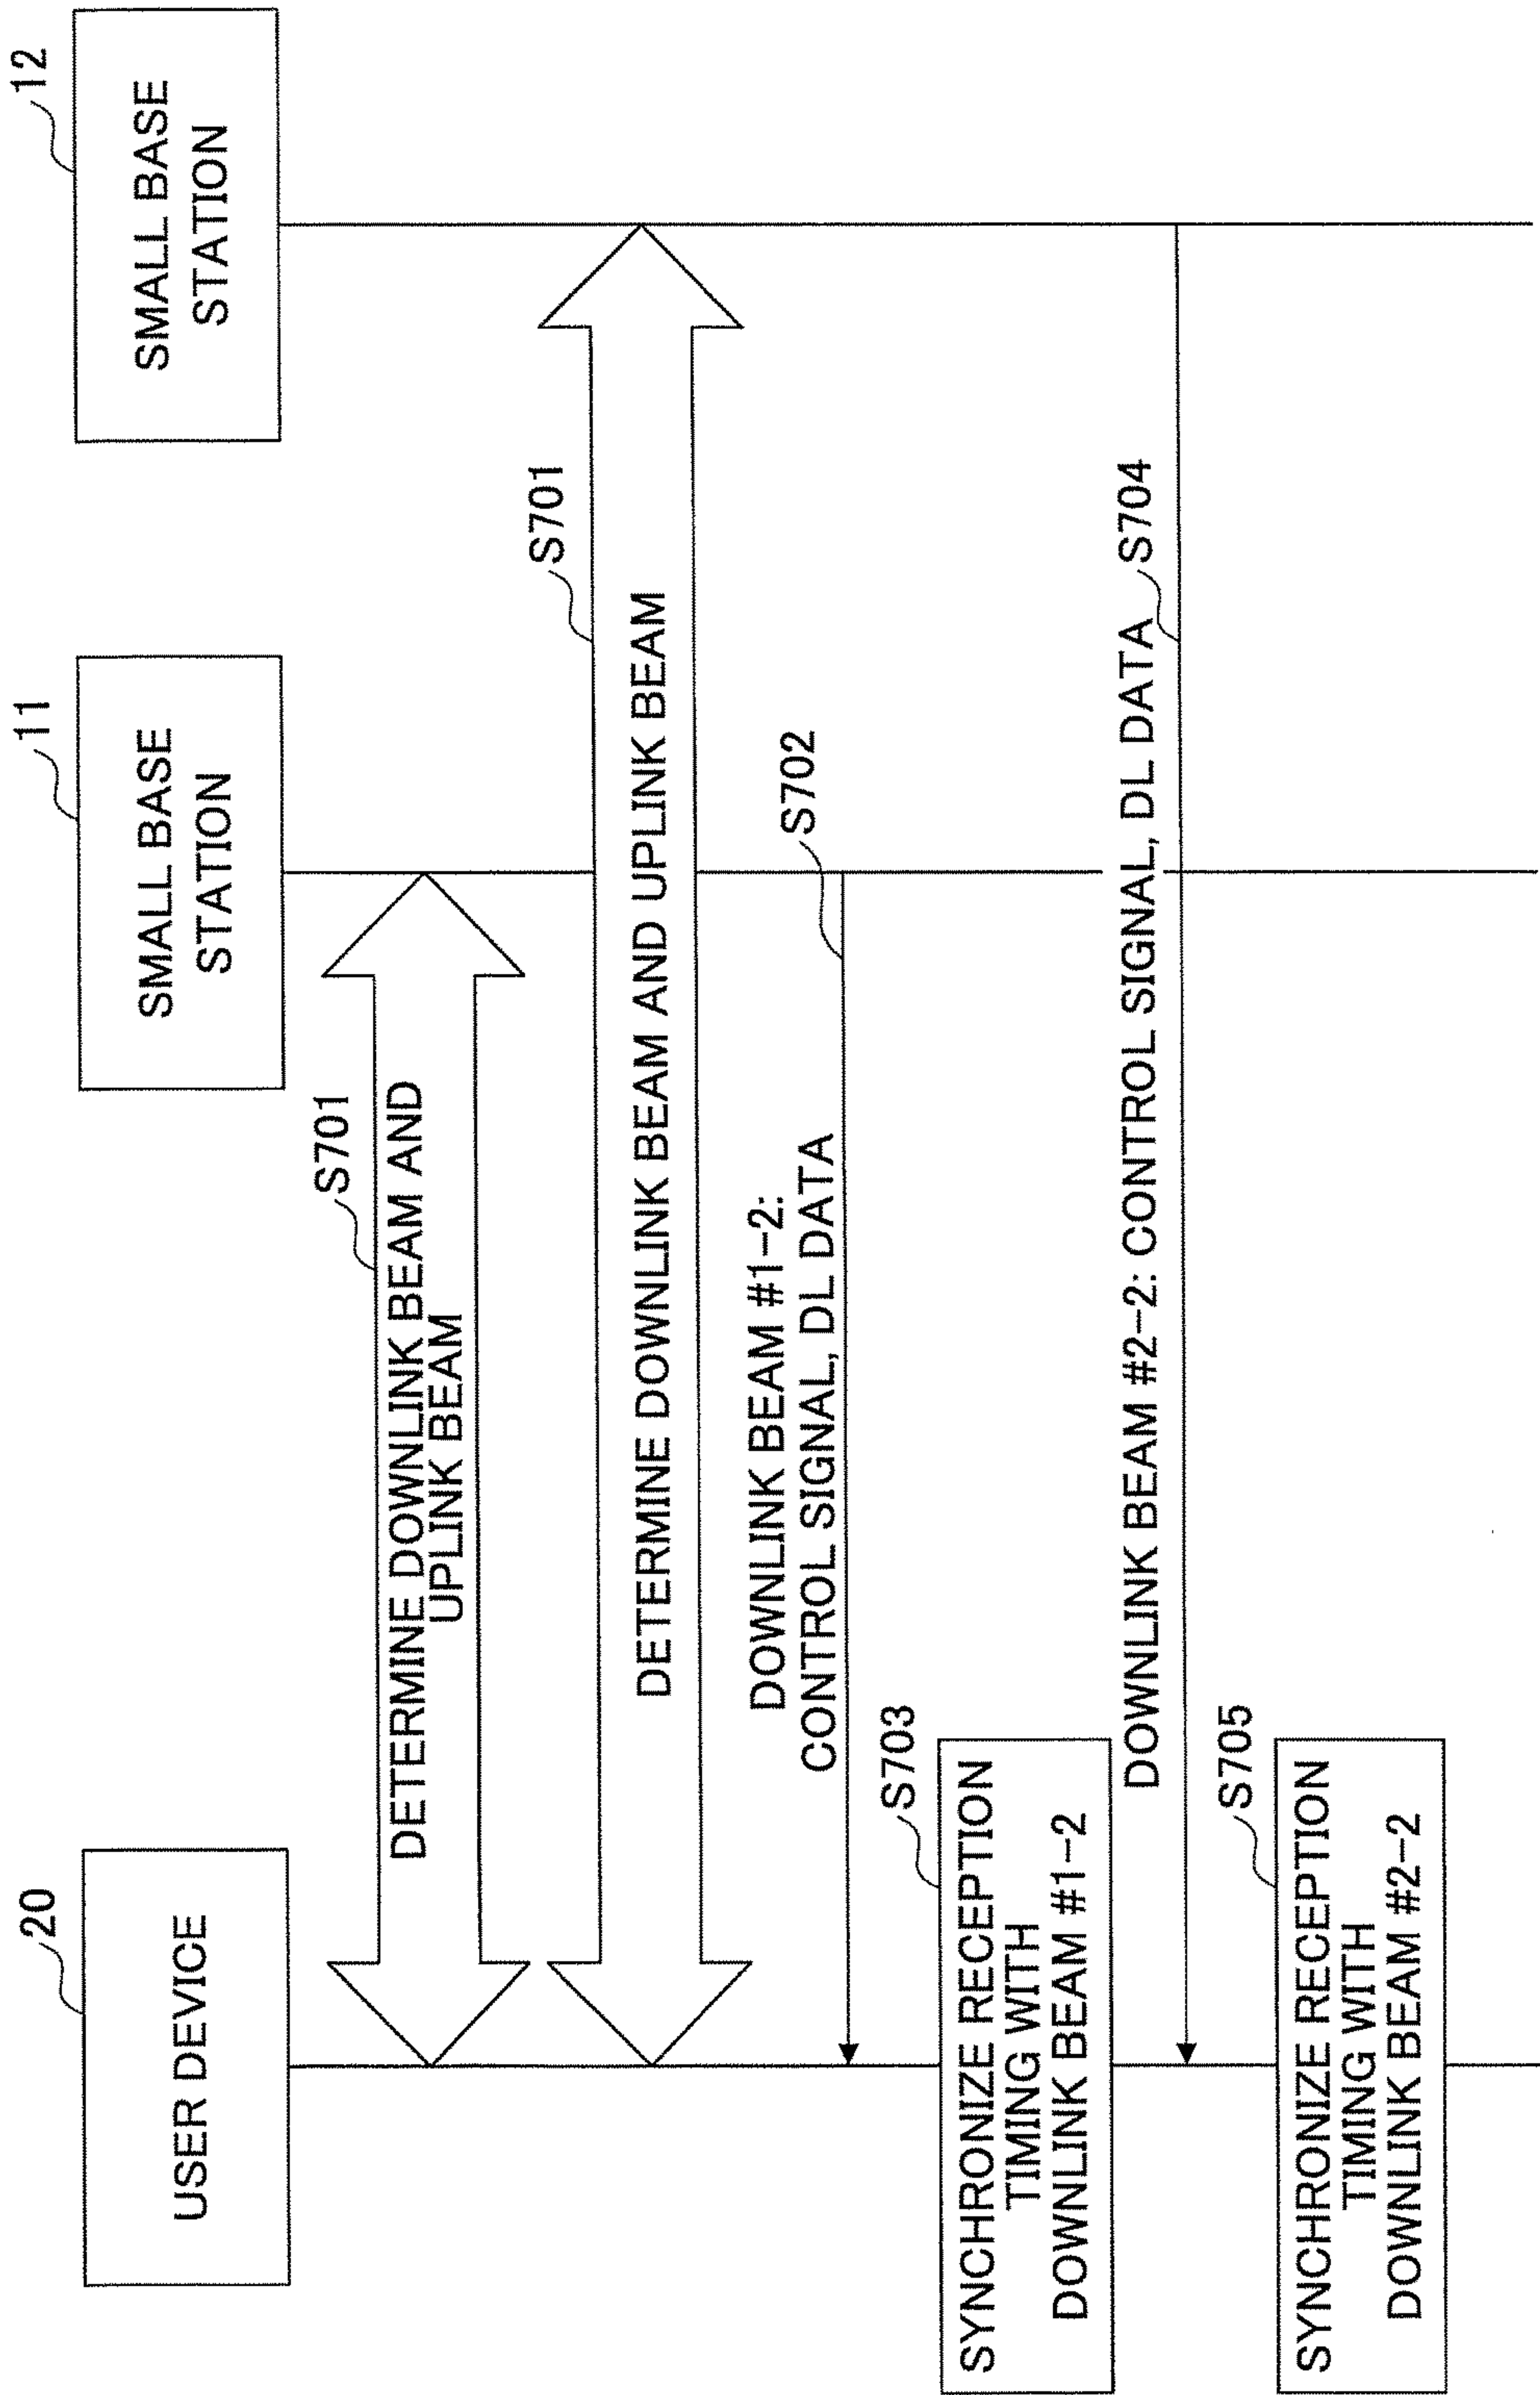 20
USER DEVICE
11
SMALL BASE
STATION
12
SMALL BASE
STATION
S701
DETERMINE DOWNLINK BEAM AND
UPLINK BEAM
S701
DETERMINE DOWNLINK BEAM AND UPLINK BEAM
DOWNLINK BEAM #1-2:
CONTROL SIGNAL, DL DATA
S702
S703
SYNCHRONIZE RECEPTION
TIMING WITH
DOWNLINK BEAM #1-2
DOWNLINK BEAM #2-2: CONTROL SIGNAL, DL DATA
S704
S705
SYNCHRONIZE RECEPTION
TIMING WITH
DOWNLINK BEAM #2-2